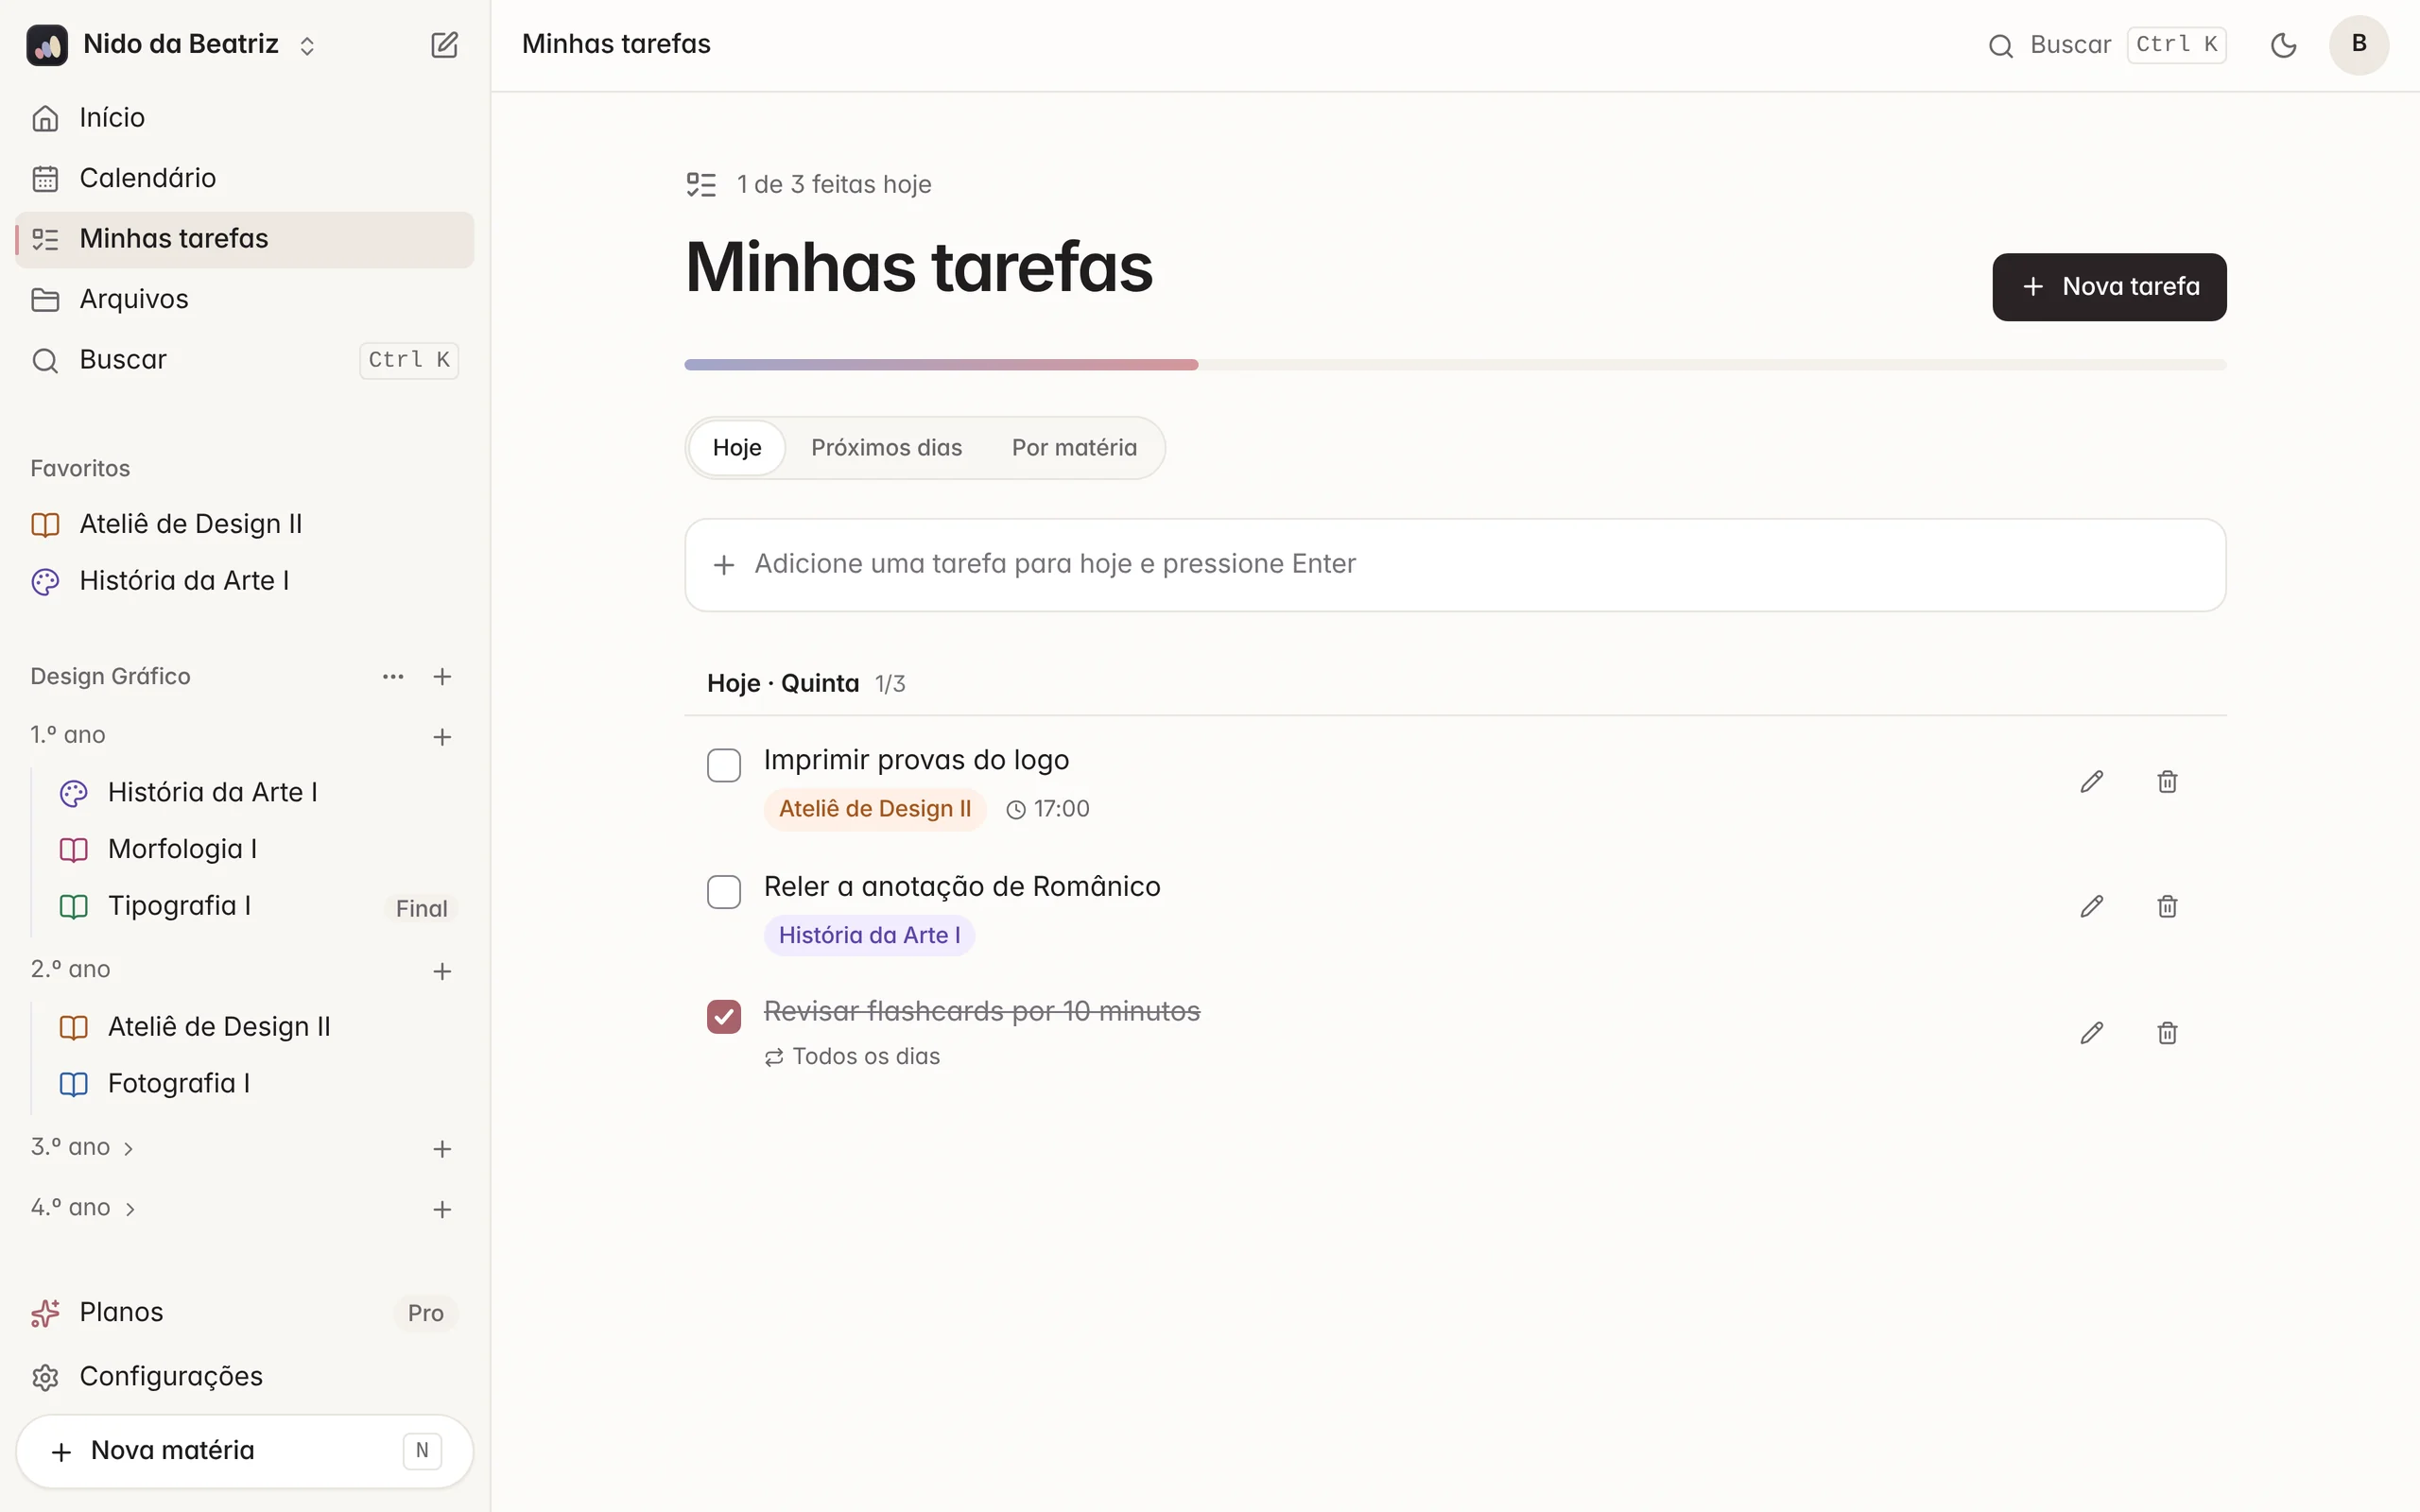 Nido da Beatriz
Início
Calendário
Minhas tarefas
Arquivos
Buscar Ctrl K
Favoritos
Ateliê de Design II
História da Arte I
Design Gráfico
1.º ano
História da Arte I
Morfologia I
Tipografia I Final
2.º ano
Ateliê de Design II
Fotografia I
3.º ano
4.º ano
Planos Pro
Configurações
Nova matéria N
Minhas tarefas
Buscar Ctrl K
B
1 de 3 feitas hoje
Minhas tarefas
Nova tarefa
Hoje Próximos dias Por matéria
Adicione uma tarefa para hoje e pressione Enter
Hoje · Quinta 1/3
Imprimir provas do logo
Ateliê de Design II 17:00
Reler a anotação de Românico
História da Arte I
Revisar flashcards por 10 minutos
Todos os dias